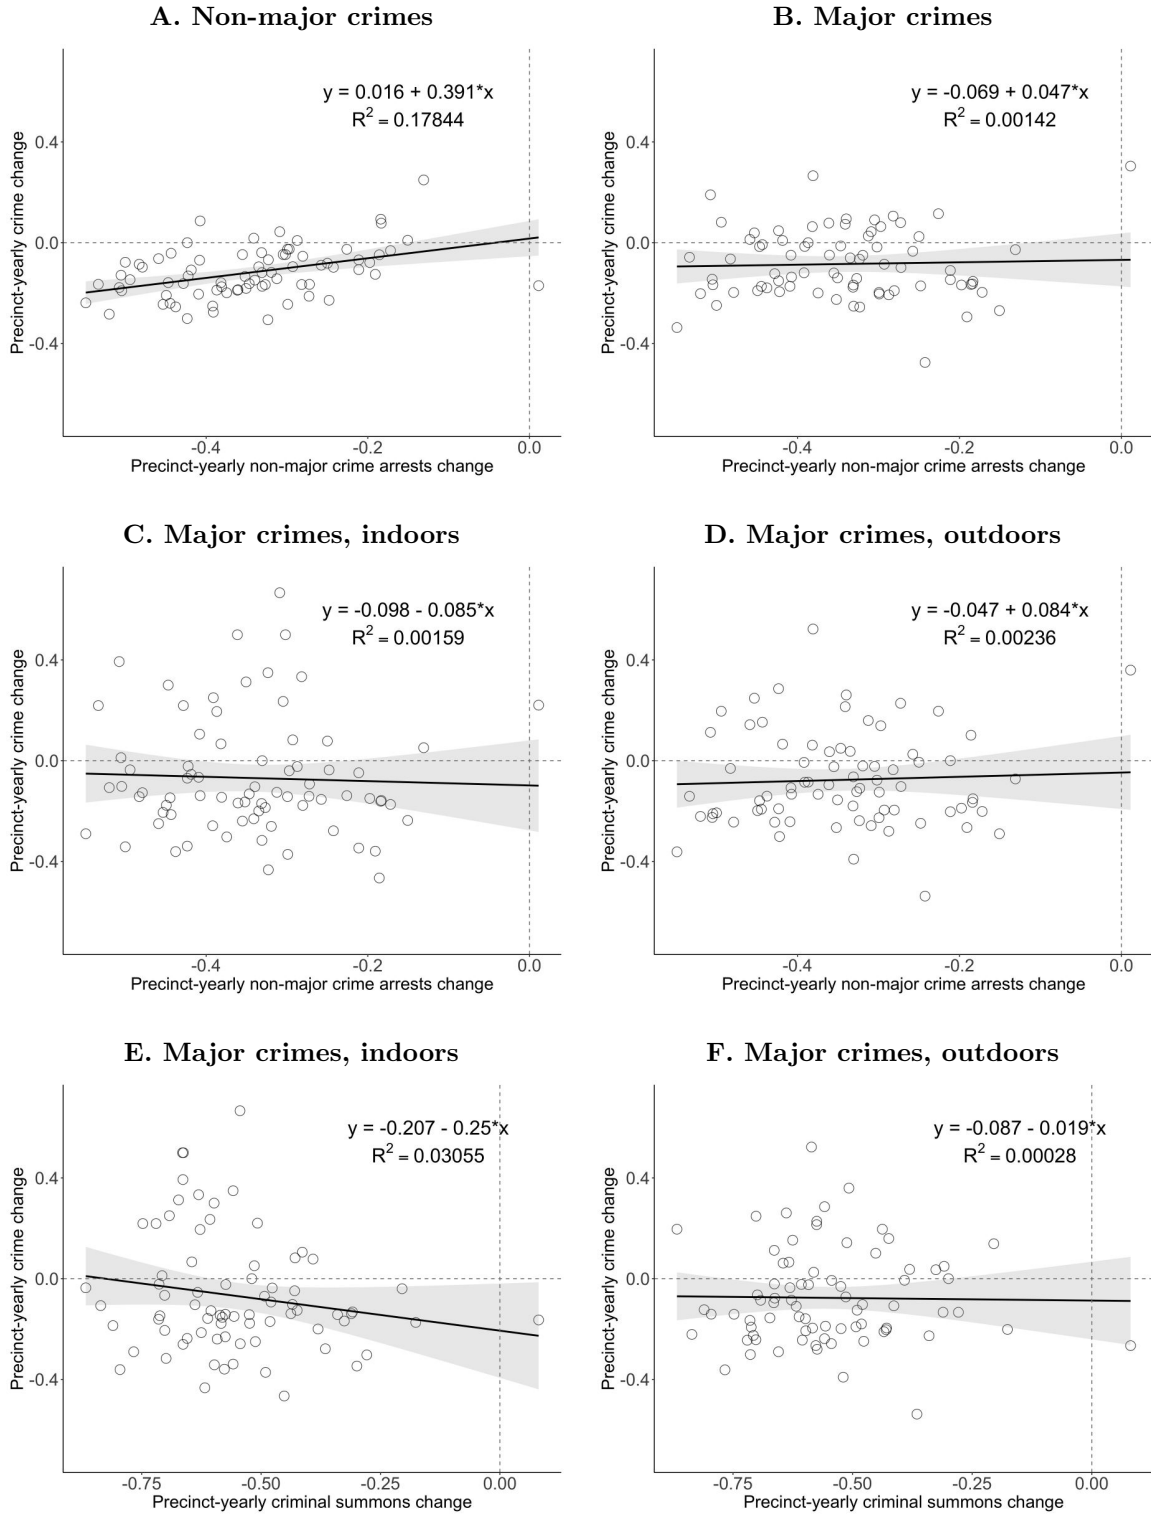 A. Non-major crimes
y = 0.016 + 0.391*x
R² = 0.17844
Precinct-yearly crime change
0.4
0.0
-0.4
-0.4 -0.2 0.0
Precinct-yearly non-major crime arrests change
B. Major crimes
y = -0.069 + 0.047*x
R² = 0.00142
Precinct-yearly crime change
0.4
0.0
-0.4
-0.4 -0.2 0.0
Precinct-yearly non-major crime arrests change
C. Major crimes, indoors
y = -0.098 - 0.085*x
R² = 0.00159
Precinct-yearly crime change
0.4
0.0
-0.4
-0.4 -0.2 0.0
Precinct-yearly non-major crime arrests change
D. Major crimes, outdoors
y = -0.047 + 0.084*x
R² = 0.00236
Precinct-yearly crime change
0.4
0.0
-0.4
-0.4 -0.2 0.0
Precinct-yearly non-major crime arrests change
E. Major crimes, indoors
y = -0.207 - 0.25*x
R² = 0.03055
Precinct-yearly crime change
0.4
0.0
-0.4
-0.75 -0.50 -0.25 0.00
Precinct-yearly criminal summons change
F. Major crimes, outdoors
y = -0.087 - 0.019*x
R² = 0.00028
Precinct-yearly crime change
0.4
0.0
-0.4
-0.75 -0.50 -0.25 0.00
Precinct-yearly criminal summons change